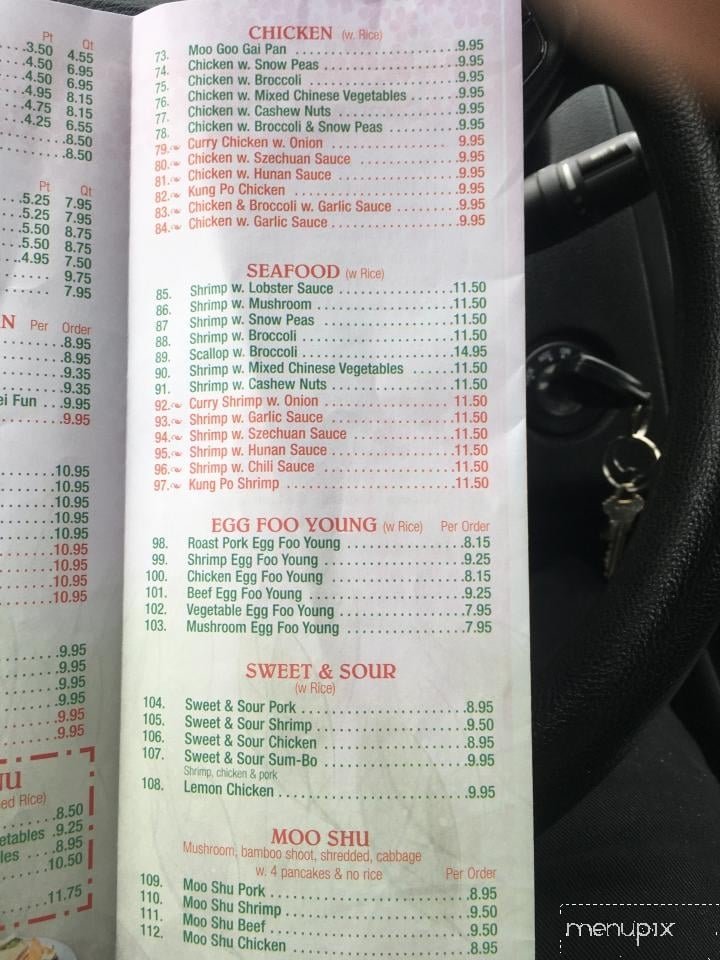 Pt Qt
...3.50 4.55
..4.50 6.95
..4.50 6.95
..4.95 8.15
..4.75 8.15
..4.25 6.55
.......8.50
.......8.50
Pt Qt
...5.25 7.95
...5.25 7.95
...5.50 8.75
...5.50 8.75
...4.95 7.50
........ 9.75
........ 7.95
N Per Order
..........8.95
..........8.95
..........9.35
..........9.35
ei Fun ...9.95
..........9.95
.......10.95
.......10.95
.......10.95
.......10.95
.......10.95
.......10.95
.......10.95
.......10.95
.......10.95
.......9.95
.......9.95
.......9.95
.......9.95
.......9.95
.......9.95
NU
ed Rice)
.......8.50
etables .9.25
les ....8.95
.......10.50
.......11.75
CHICKEN (w. Rice)
73. Moo Goo Gai Pan .....................9.95
74. Chicken w. Snow Peas .....................9.95
75. Chicken w. Broccoli .....................9.95
76. Chicken w. Mixed Chinese Vegetables .......9.95
77. Chicken w. Cashew Nuts .....................9.95
78. Chicken w. Broccoli & Snow Peas ...........9.95
79. Curry Chicken w. Onion ..................... 9.95
80. Chicken w. Szechuan Sauce ................9.95
81. Chicken w. Hunan Sauce ...................9.95
82. Kung Po Chicken .....................9.95
83. Chicken & Broccoli w. Garlic Sauce .........9.95
84. Chicken w. Garlic Sauce...................9.95
SEAFOOD (w Rice)
85. Shrimp w. Lobster Sauce ..................11.50
86. Shrimp w. Mushroom .....................11.50
87 Shrimp w. Snow Peas .....................11.50
88. Shrimp w. Broccoli .....................11.50
89. Scallop w. Broccoli .....................14.95
90. Shrimp w. Mixed Chinese Vegetables ......11.50
91. Shrimp w. Cashew Nuts ...................11.50
92. Curry Shrimp w. Onion ...................11.50
93. Shrimp w. Garlic Sauce ...................11.50
94. Shrimp w. Szechuan Sauce ................11.50
95. Shrimp w. Hunan Sauce ...................11.50
96. Shrimp w. Chili Sauce .....................11.50
97. Kung Po Shrimp .....................11.50
EGG FOO YOUNG (w Rice) Per Order
98. Roast Pork Egg Foo Young .................8.15
99. Shrimp Egg Foo Young .....................9.25
100. Chicken Egg Foo Young ...................8.15
101. Beef Egg Foo Young .....................9.25
102. Vegetable Egg Foo Young ..................7.95
103. Mushroom Egg Foo Young .................7.95
SWEET & SOUR
(w Rice)
104. Sweet & Sour Pork .....................8.95
105. Sweet & Sour Shrimp .....................9.50
106. Sweet & Sour Chicken .....................8.95
107. Sweet & Sour Sum-Bo .....................9.95
Shrimp, chicken & pork
108. Lemon Chicken .....................9.95
MOO SHU
Mushroom, bamboo shoot, shredded, cabbage
w. 4 pancakes & no rice Per Order
109. Moo Shu Pork .....................8.95
110. Moo Shu Shrimp .....................9.50
111. Moo Shu Beef .....................9.50
112. Moo Shu Chicken .....................8.95
menupix